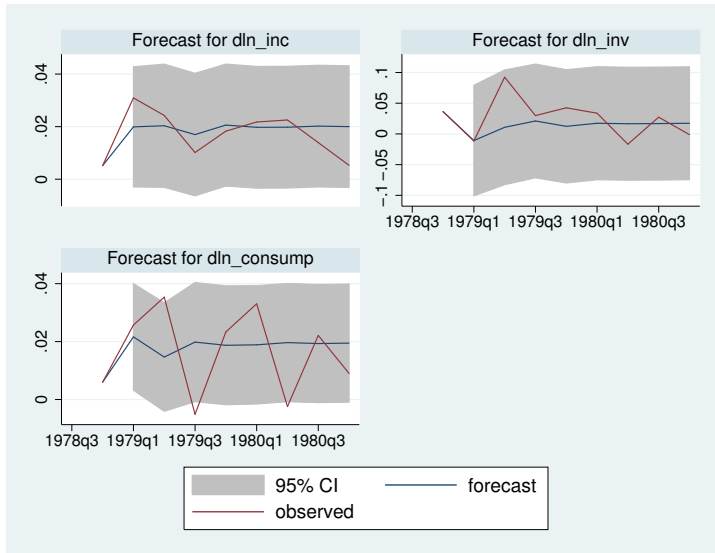 Forecast for dln_inc
.04
.02
0
Forecast for dln_inv
.1
.05
0
-.05
-.1
1978q3 1979q1 1979q3 1980q1 1980q3
Forecast for dln_consump
.04
.02
0
1978q3 1979q1 1979q3 1980q1 1980q3
95% CI forecast
observed